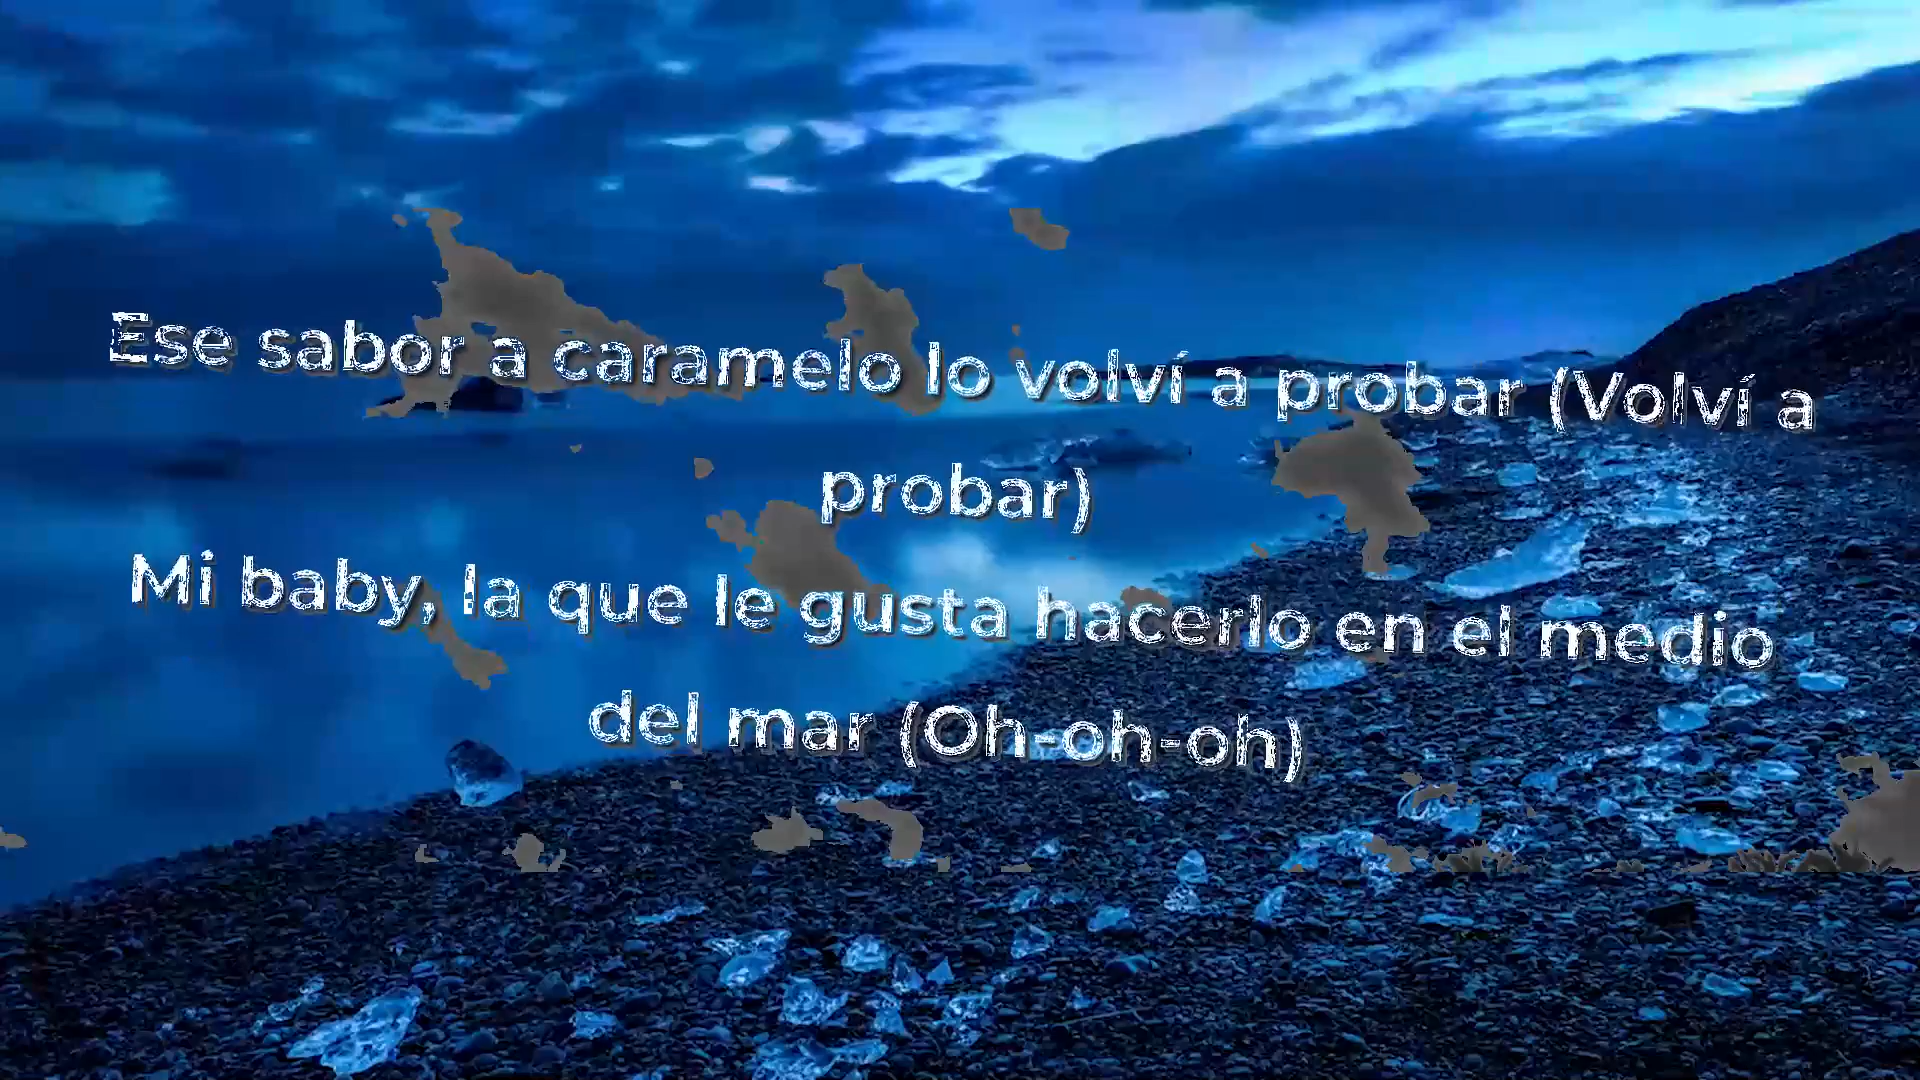 Ese sabor a caramelo lo volví a probar (Volví a
probar)
Mi baby, la que le gusta hacerlo en el medio
del mar (Oh-oh-oh)